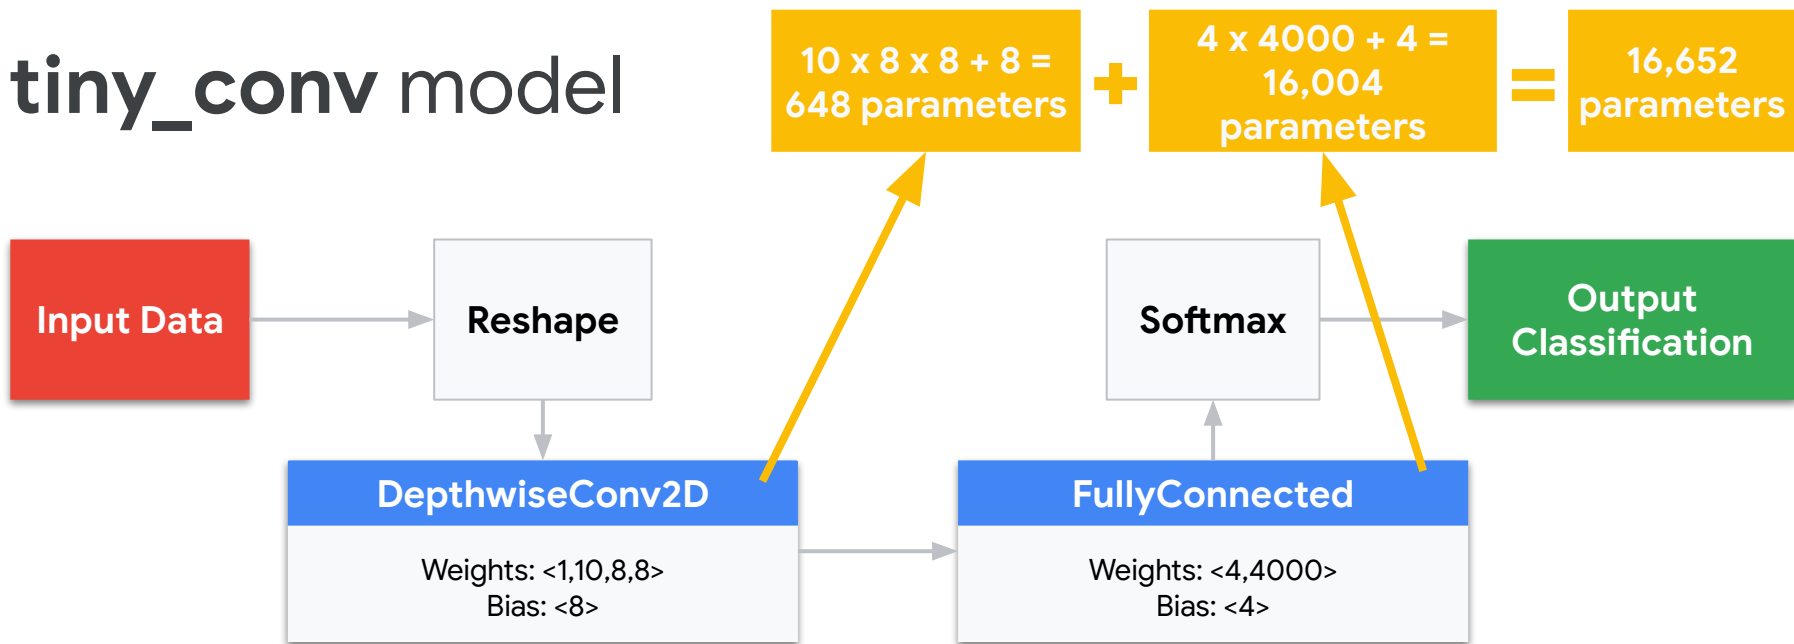 tiny_conv model
10 x 8 x 8 + 8 =
648 parameters
+
4 x 4000 + 4 =
16,004
parameters
=
16,652
parameters
Input Data
Reshape
Softmax
Output
Classification
DepthwiseConv2D
Weights: <1,10,8,8>
Bias: <8>
FullyConnected
Weights: <4,4000>
Bias: <4>